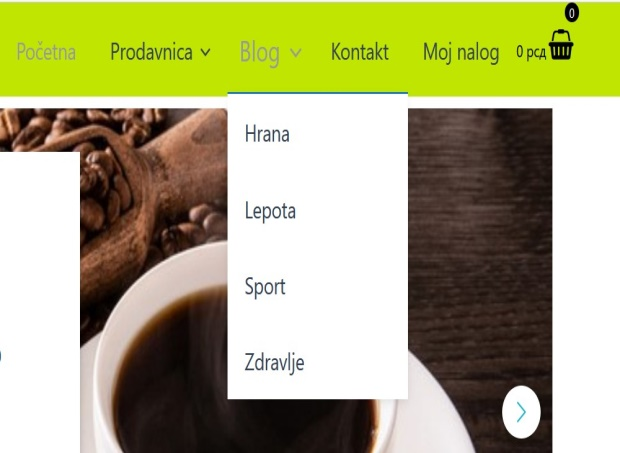 Početna Prodavnica Blog Kontakt Moj nalog 0 рсд 0
Hrana
Lepota
Sport
Zdravlje